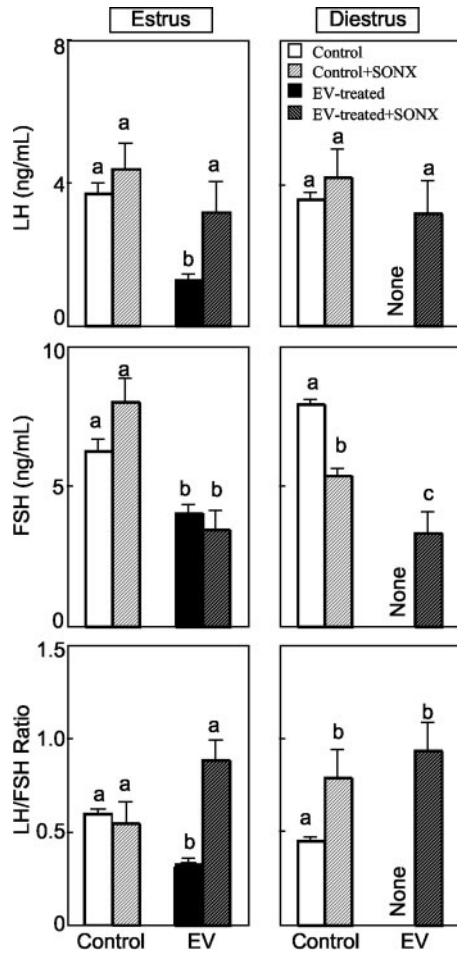 Estrus
Diestrus
8
4
0
LH (ng/mL)
a
a
b
a
Control
Control+SONX
EV-treated
EV-treated+SONX
a
a
None
a
10
5
0
FSH (ng/mL)
a
a
b
b
a
b
None
c
1.5
1.0
0.5
0
LH/FSH Ratio
a
a
b
a
a
b
None
b
Control
EV
Control
EV